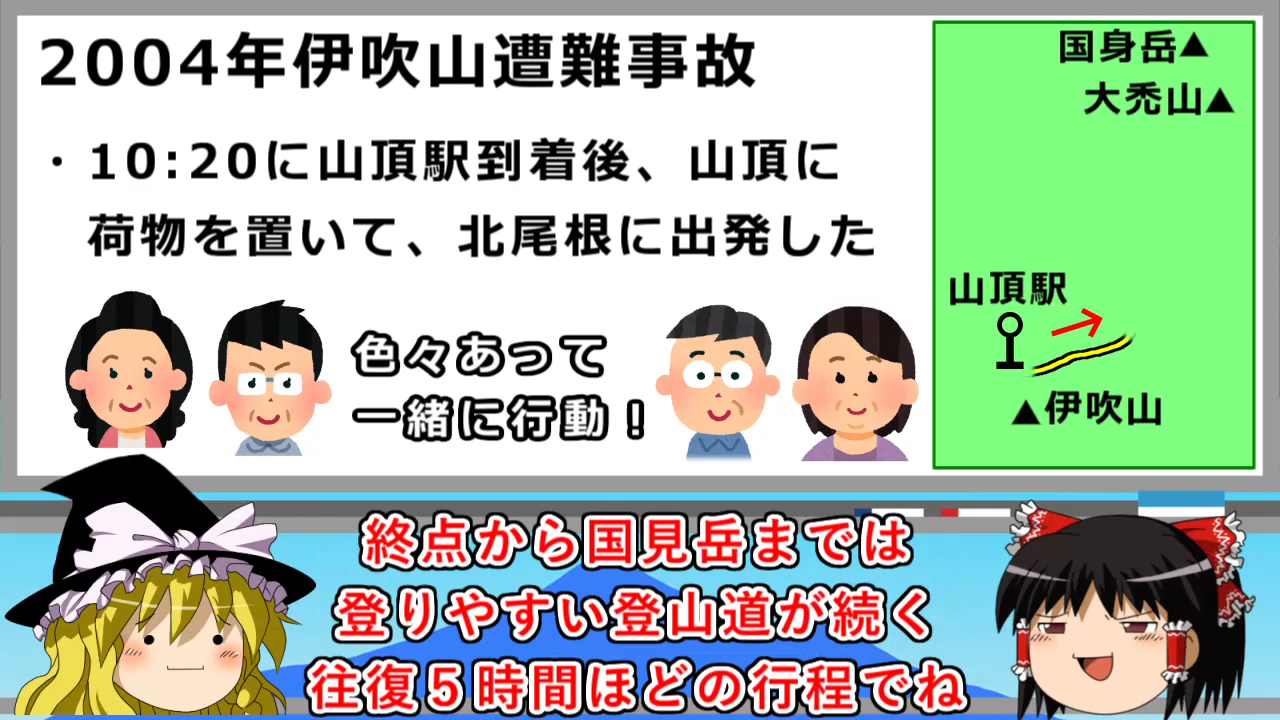 2004年伊吹山遭難事故
・10:20に山頂駅到着後、山頂に
荷物を置いて、北尾根に出発した
色々あって
一緒に行動！
国身岳▲
大禿山▲
山頂駅
▲伊吹山
終点から国見岳までは
登りやすい登山道が続く
往復５時間ほどの行程でね